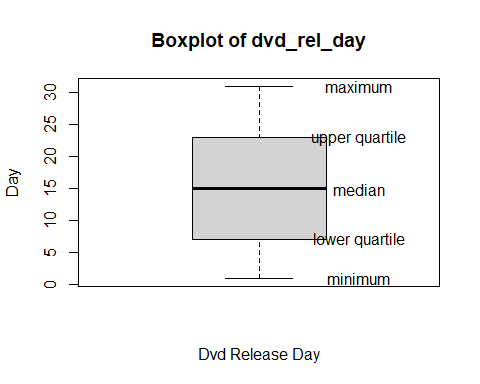 Boxplot of dvd_rel_day
30
maximum
25
upper quartile
20
15
median
10
lower quartile
5
0
minimum
Day
Dvd Release Day